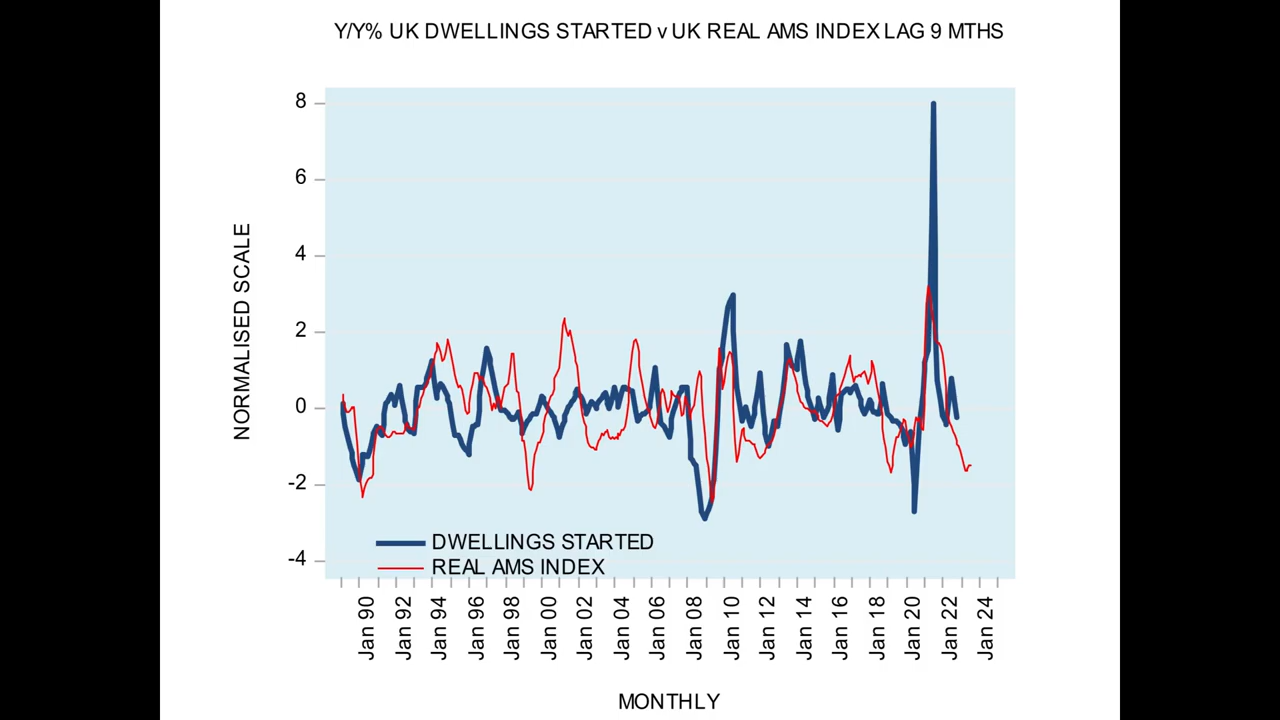 Y/Y% UK DWELLINGS STARTED v UK REAL AMS INDEX LAG 9 MTHS
NORMALISED SCALE
8
6
4
2
0
-2
-4
DWELLINGS STARTED
REAL AMS INDEX
Jan 90
Jan 92
Jan 94
Jan 96
Jan 98
Jan 00
Jan 02
Jan 04
Jan 06
Jan 08
Jan 10
Jan 12
Jan 14
Jan 16
Jan 18
Jan 20
Jan 22
Jan 24
MONTHLY